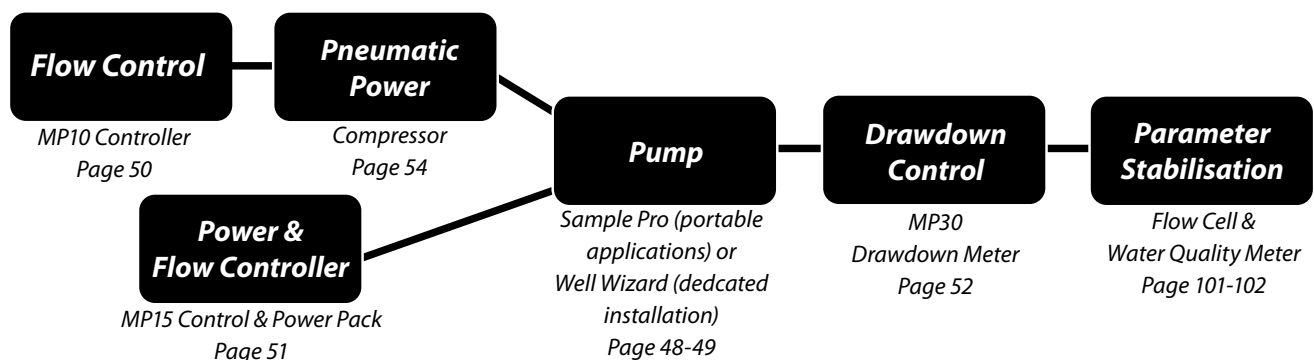 Flow Control
MP10 Controller
Page 50
Pneumatic
Power
Compressor
Page 54
Power &
Flow Controller
MP15 Control & Power Pack
Page 51
Pump
Sample Pro (portable
applications) or
Well Wizard (dedcated
installation)
Page 48-49
Drawdown
Control
MP30
Drawdown Meter
Page 52
Parameter
Stabilisation
Flow Cell &
Water Quality Meter
Page 101-102